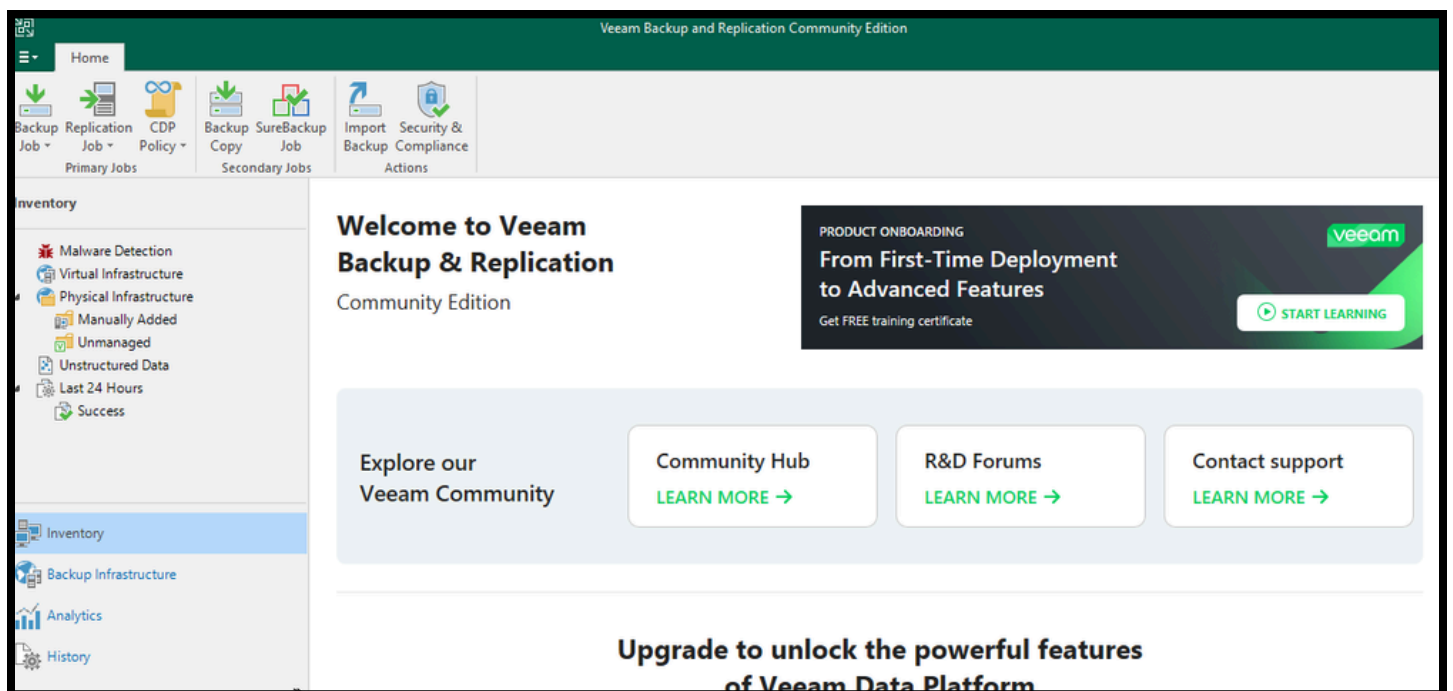 Veeam Backup and Replication Community Edition
Home
Backup Job
Replication Job
CDP Policy
Backup Copy
SureBackup Job
Import Backup
Security & Compliance
Primary Jobs
Secondary Jobs
Actions
Inventory
Malware Detection
Virtual Infrastructure
Physical Infrastructure
Manually Added
Unmanaged
Unstructured Data
Last 24 Hours
Success
Inventory
Backup Infrastructure
Analytics
History
Welcome to Veeam
Backup & Replication
Community Edition
PRODUCT ONBOARDING
From First-Time Deployment
to Advanced Features
Get FREE training certificate
veeam
START LEARNING
Explore our
Veeam Community
Community Hub
LEARN MORE →
R&D Forums
LEARN MORE →
Contact support
LEARN MORE →
Upgrade to unlock the powerful features
of Veeam Data Platform